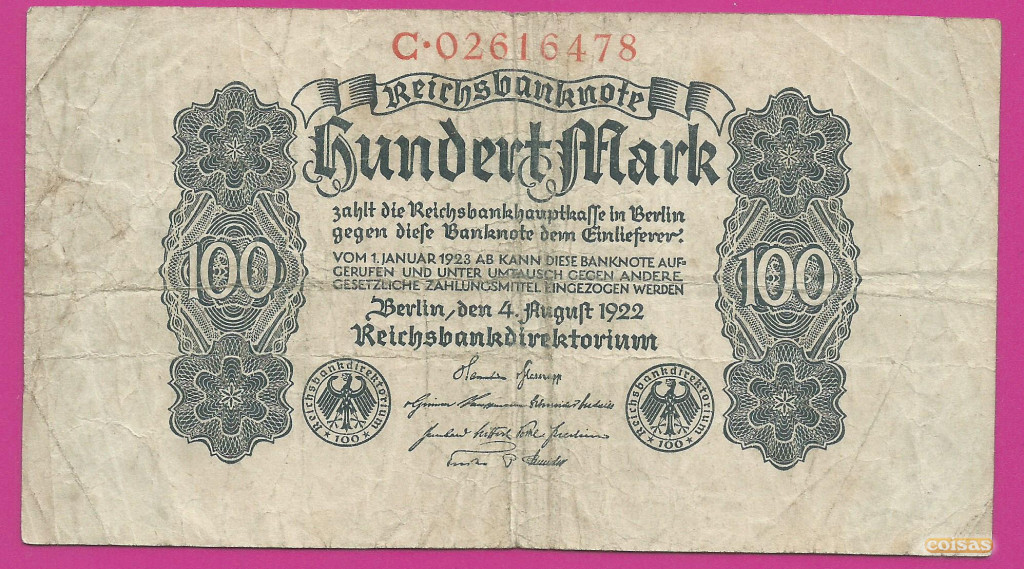 C·02616478
Reichsbanknote
Hundert Mark
zahlt die Reichsbankhauptkasse in Berlin
gegen diese Banknote dem Einlieferer.
VOM 1. JANUAR 1923 AB KANN DIESE BANKNOTE AUF-
GERUFEN UND UNTER UMTAUSCH GEGEN ANDERE
GESETZLICHE ZAHLUNGSMITTEL EINGEZOGEN WERDEN
100
100
Berlin, den 4. August 1922
Reichsbankdirektorium
Reichsbankdirektorium
*100*
Reichsbankdirektorium
*100*
coisas